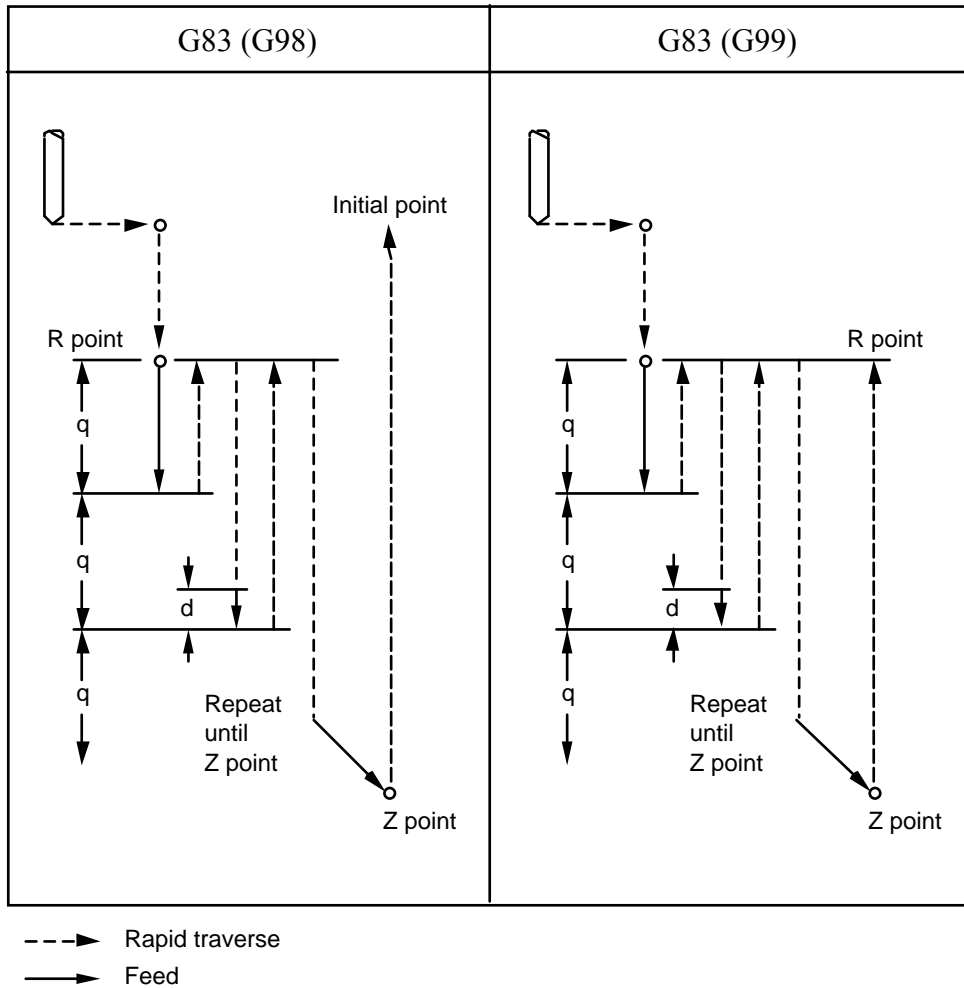 G83 (G98)
G83 (G99)
Initial point
R point
q
q
d
q
Repeat
until
Z point
Z point
R point
q
q
d
q
Repeat
until
Z point
Z point
Rapid traverse
Feed